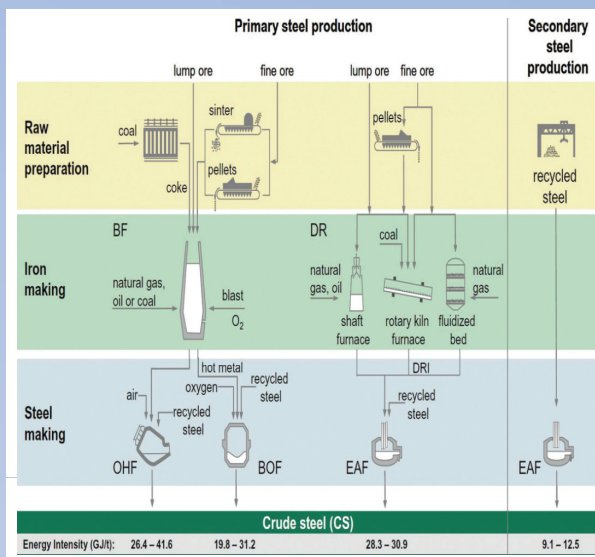 Primary steel production
Secondary
steel
production
lump ore
fine ore
lump ore
fine ore
Raw
material
preparation
coal
sinter
pellets
coke
pellets
recycled
steel
Iron
making
BF
natural gas,
oil or coal
blast
O₂
DR
coal
natural
gas, oil
natural
gas
shaft
furnace
rotary kiln
furnace
fluidized
bed
DRI
Steel
making
hot metal
air
oxygen
recycled
steel
recycled
steel
recycled
steel
OHF
BOF
EAF
EAF
Crude steel (CS)
Energy Intensity (GJ/t): 26.4 – 41.6 19.8 – 31.2 28.3 – 30.9 9.1 – 12.5